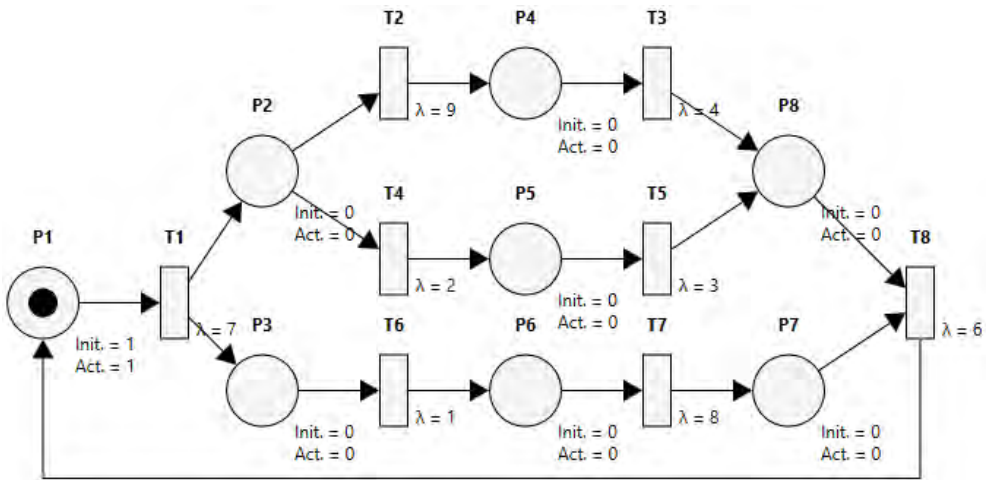 T2
P4
T3
P2
λ = 9
Init. = 0
Act. = 0
λ = 4
P8
T4
P5
T5
Init. = 0
Act. = 0
Init. = 0
Act. = 0
P1
T1
λ = 2
Init. = 0
Act. = 0
λ = 3
T8
Init. = 1
Act. = 1
λ = 7
P3
T6
P6
T7
P7
λ = 6
Init. = 0
Act. = 0
λ = 1
Init. = 0
Act. = 0
λ = 8
Init. = 0
Act. = 0